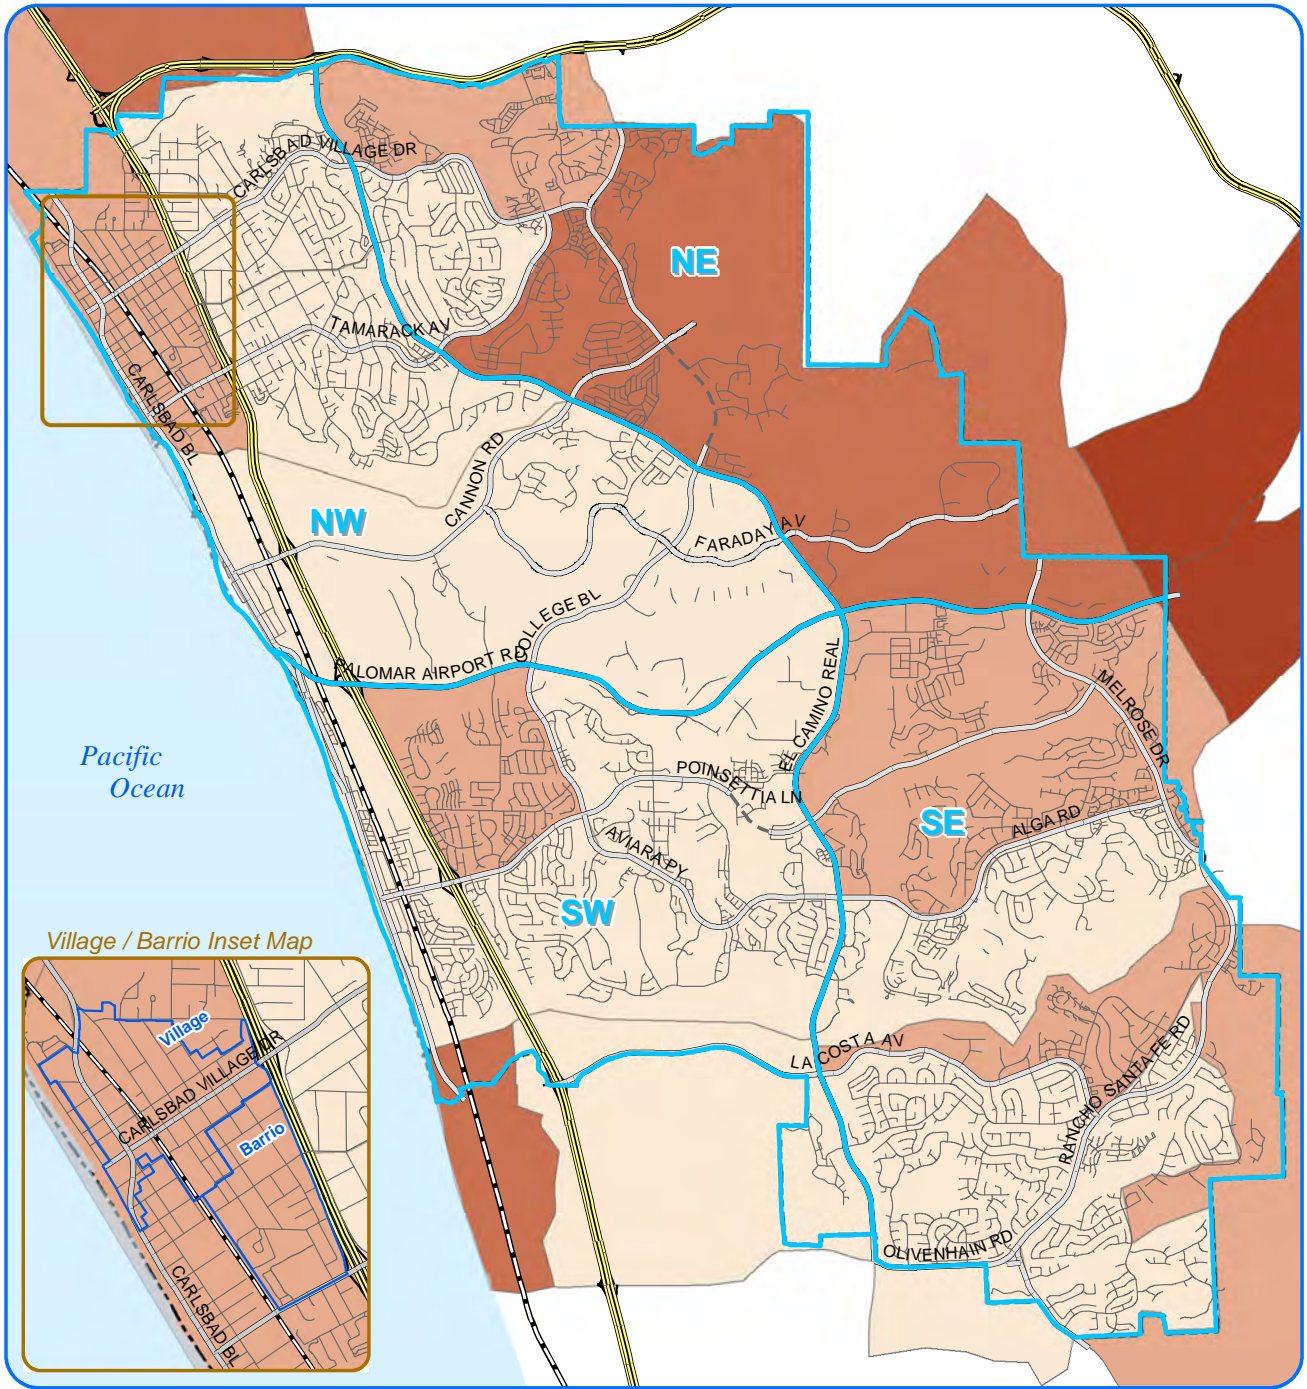 CARLSBAD VILLAGE DR
NE
TAMARACK AV
CARLSBAD BL
CANNON RD
NW
FARADAY AV
COLLEGE BL
PALOMAR AIRPORT RD
EL CAMINO REAL
MELROSE DR
Pacific
Ocean
POINSETTIA LN
SE
ALGA RD
AVIARA PY
SW
Village / Barrio Inset Map
Village
CARLSBAD VILLAGE DR
Barrio
CARLSBAD BL
LA COSTA AV
RANCHO SANTA FE RD
OLIVENHAIN RD